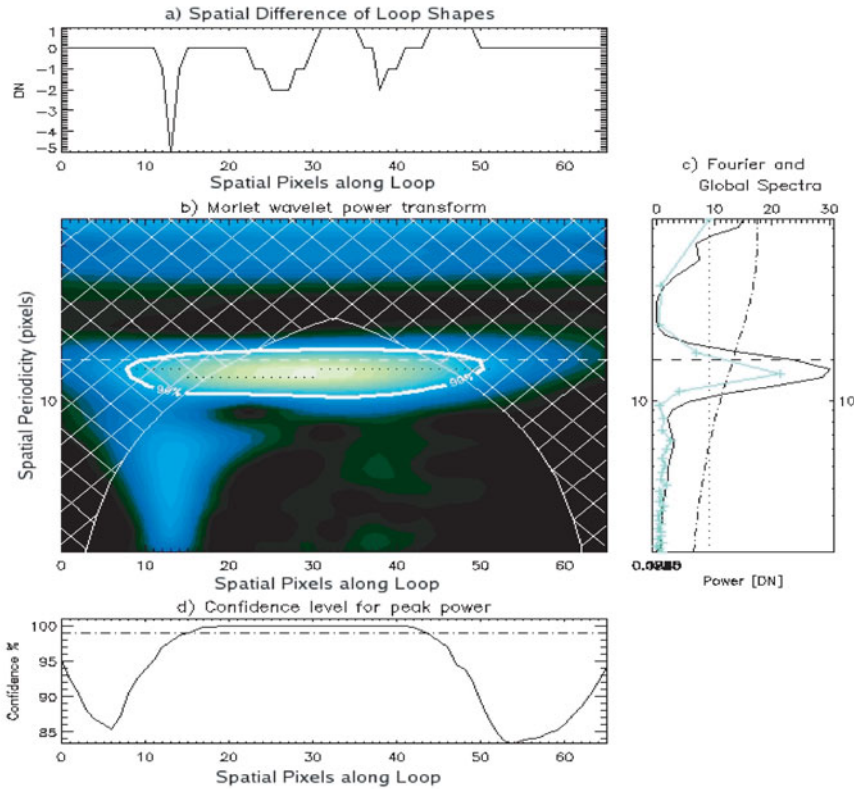 a) Spatial Difference of Loop Shapes
1
0
-1
-2
-3
-4
-5
DN
0 10 20 30 40 50 60
Spatial Pixels along Loop
b) Morlet wavelet power transform
Spatial Periodicity (pixels)
10
99%
0 10 20 30 40 50 60
Spatial Pixels along Loop
c) Fourier and
Global Spectra
0 10 20 30
10 10
Power [DN]
d) Confidence level for peak power
100
95
90
85
Confidence %
0 10 20 30 40 50 60
Spatial Pixels along Loop